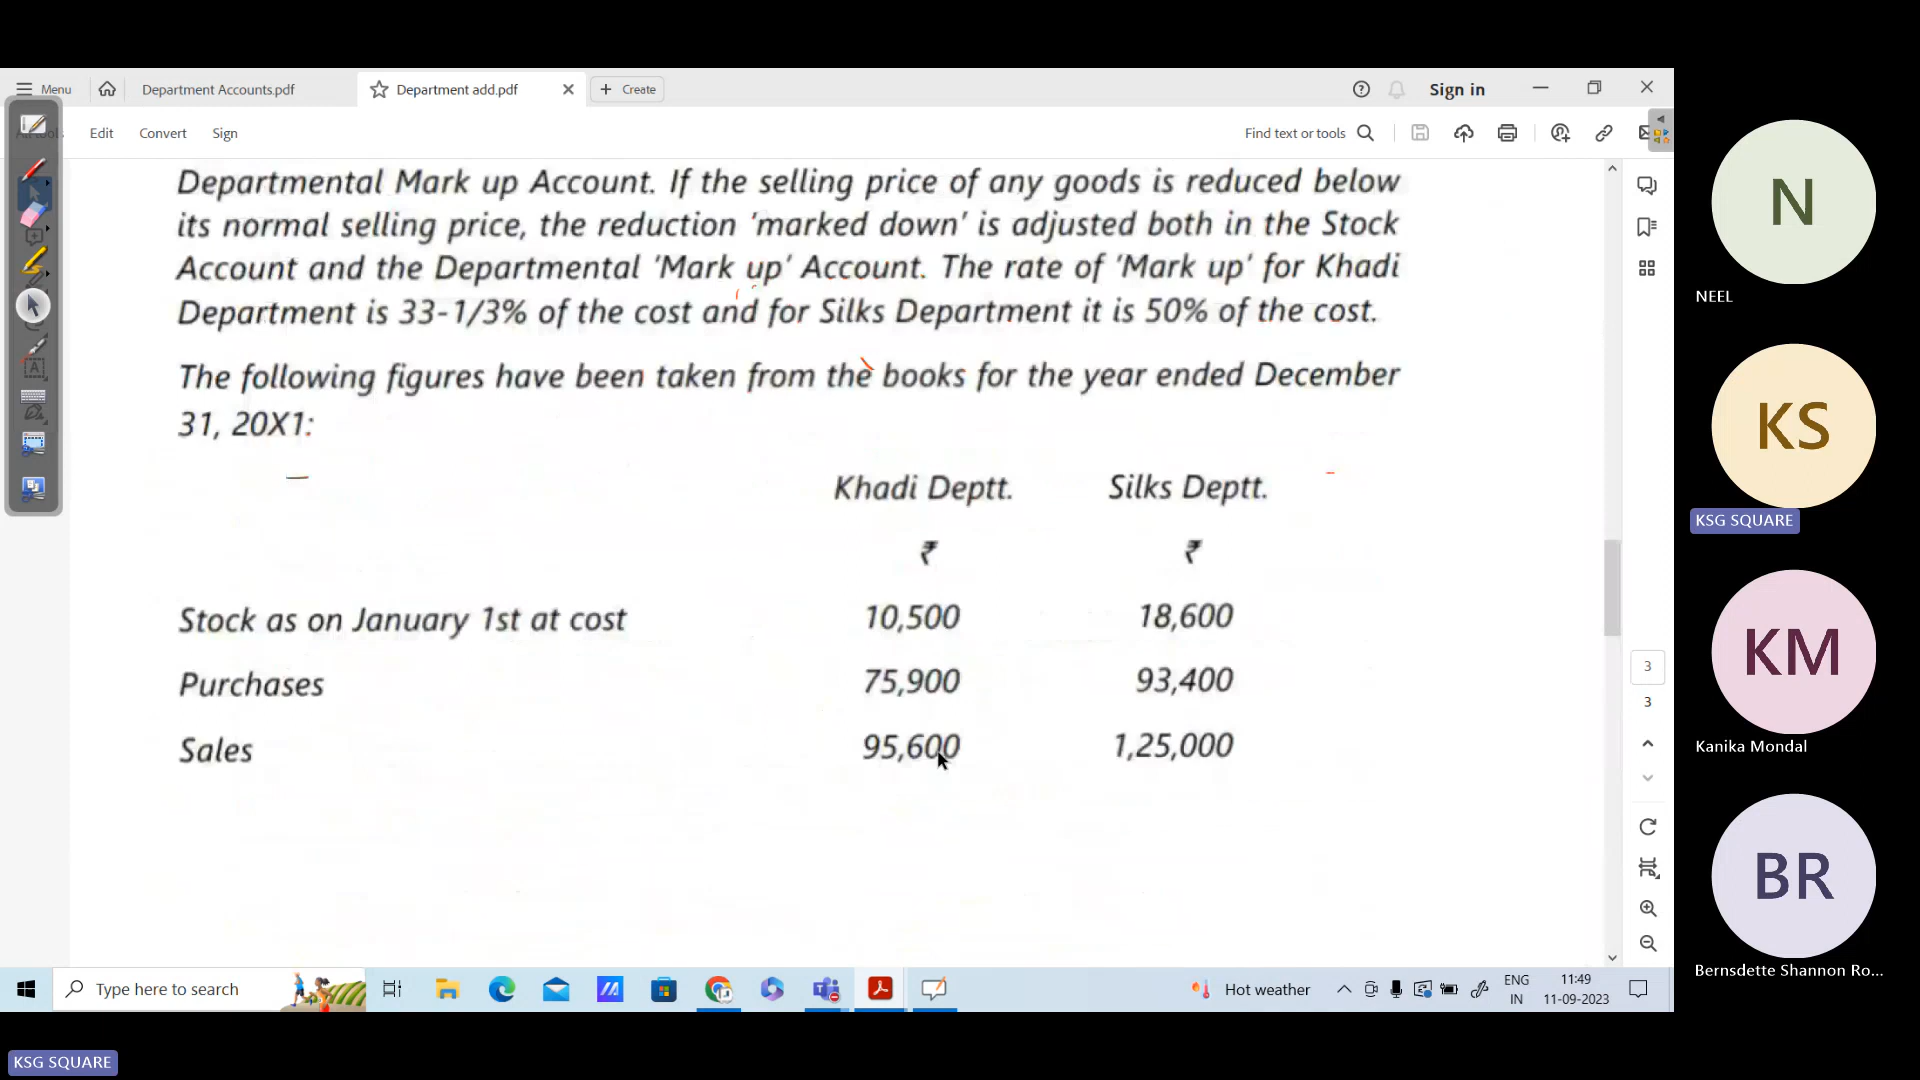 Menu
Department Accounts.pdf
Department add.pdf
Create
Sign in
Edit
Convert
Sign
Find text or tools
Departmental Mark up Account. If the selling price of any goods is reduced below
its normal selling price, the reduction 'marked down' is adjusted both in the Stock
Account and the Departmental 'Mark up' Account. The rate of 'Mark up' for Khadi
Department is 33-1/3% of the cost and for Silks Department it is 50% of the cost.
The following figures have been taken from the books for the year ended December
31, 20X1:
Khadi Deptt. Silks Deptt.
₹ ₹
Stock as on January 1st at cost 10,500 18,600
Purchases 75,900 93,400
Sales 95,600 1,25,000
3
3
N
NEEL
KS
KSG SQUARE
KM
Kanika Mondal
BR
Bernsdette Shannon Ro...
Type here to search
Hot weather
ENG
IN
11:49
11-09-2023
KSG SQUARE